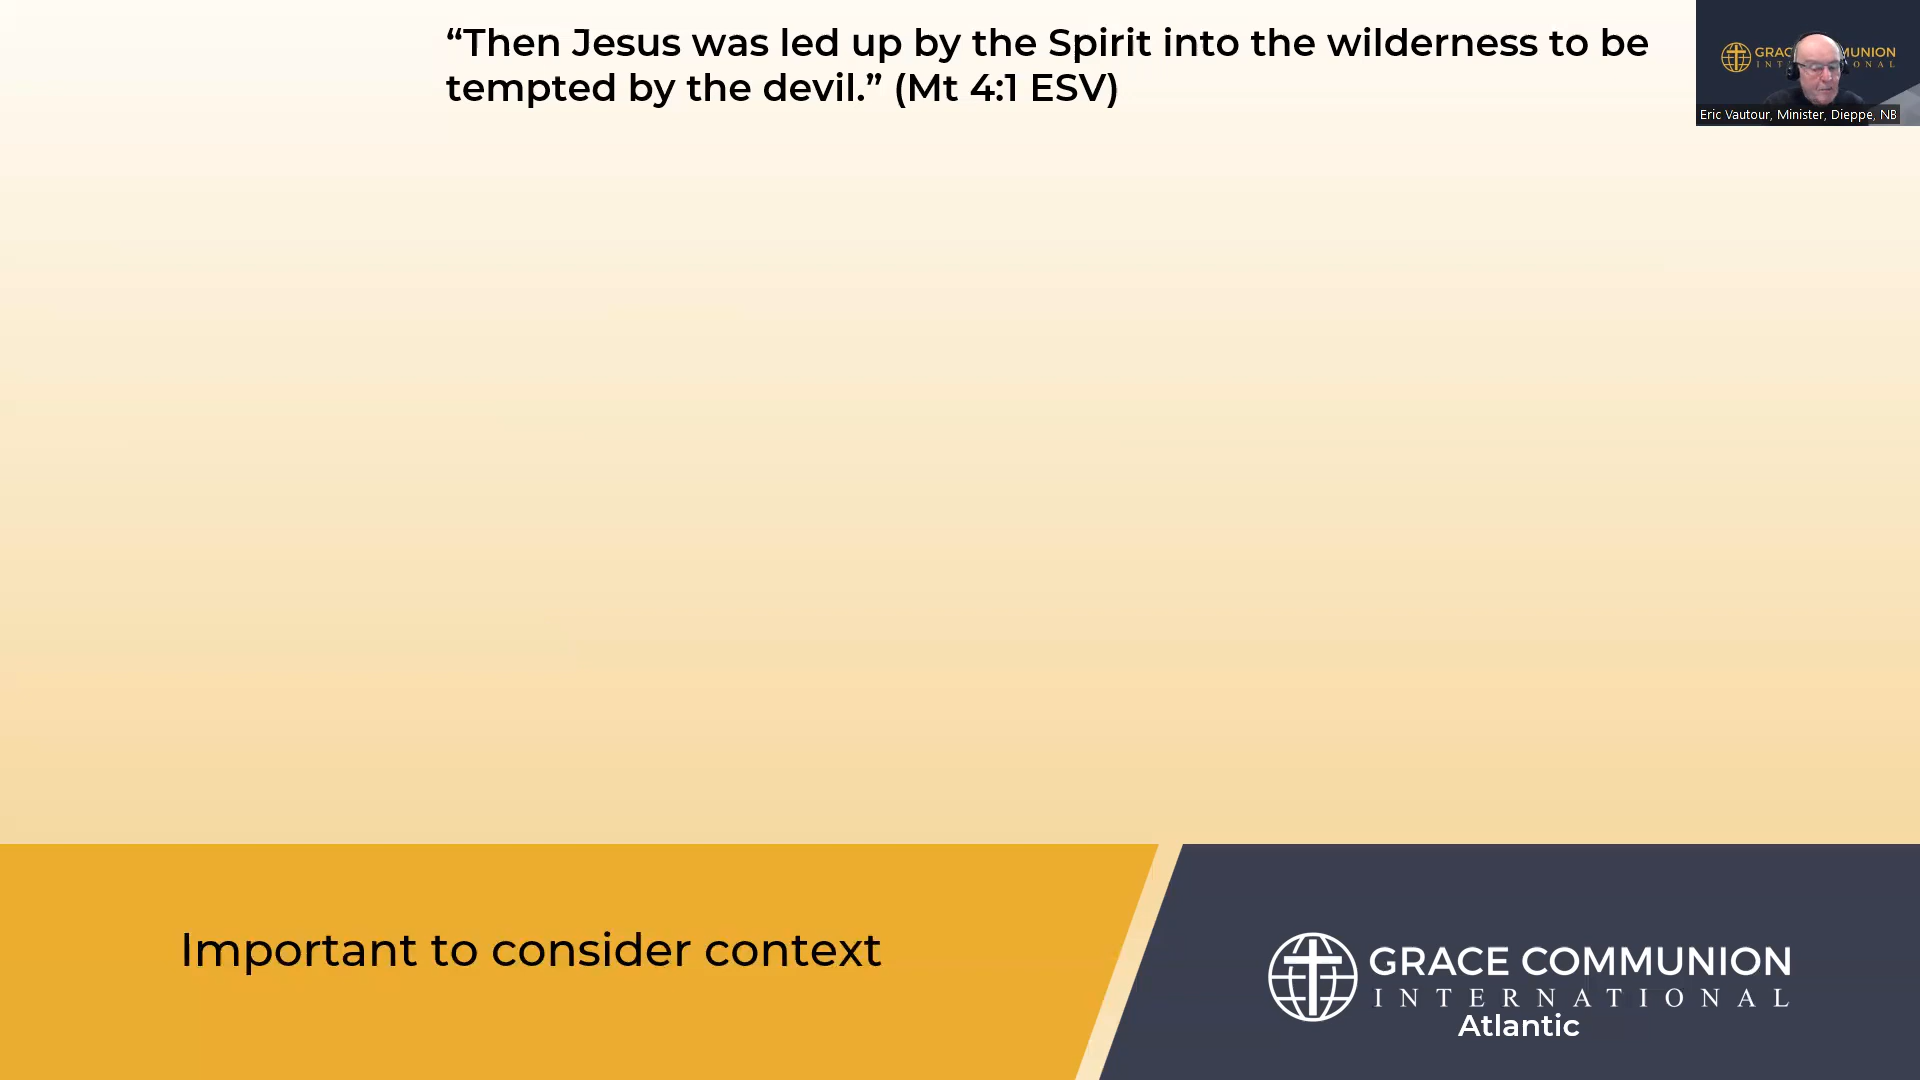 “Then Jesus was led up by the Spirit into the wilderness to be
tempted by the devil.” (Mt 4:1 ESV)
Eric Vautour, Minister, Dieppe, NB
Important to consider context
GRACE COMMUNION
INTERNATIONAL
Atlantic